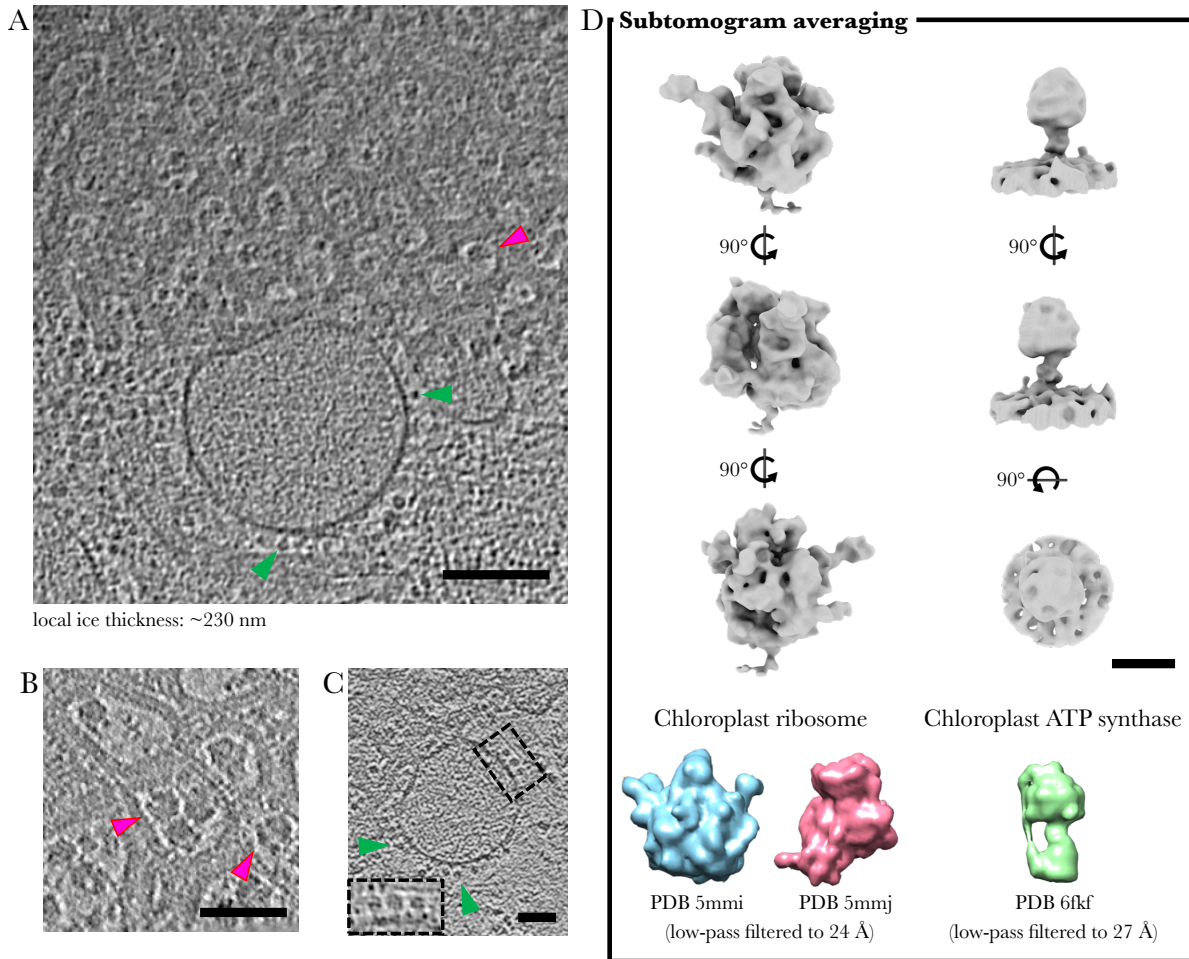 A
local ice thickness: ~230 nm
B
C
D
Subtomogram averaging
90°
90°
90°
90°
Chloroplast ribosome
Chloroplast ATP synthase
PDB 5mmi
PDB 5mmj
PDB 6fkf
(low-pass filtered to 24 Å)
(low-pass filtered to 27 Å)